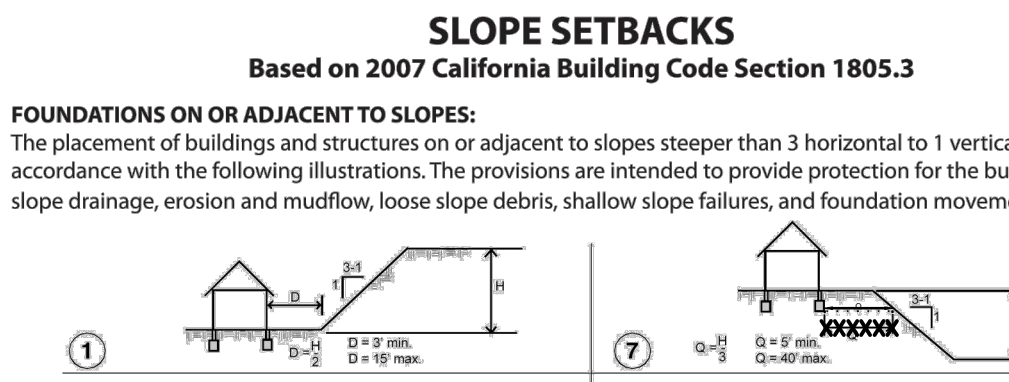 SLOPE SETBACKS
Based on 2007 California Building Code Section 1805.3
FOUNDATIONS ON OR ADJACENT TO SLOPES:
The placement of buildings and structures on or adjacent to slopes steeper than 3 horizontal to 1 vertica
accordance with the following illustrations. The provisions are intended to provide protection for the bu
slope drainage, erosion and mudflow, loose slope debris, shallow slope failures, and foundation movem
1
D
3-1
1
H
D = H/2
D = 3' min.
D = 15' max.
7
3-1
1
Q = H/3
Q = 5' min.
Q = 40' max.